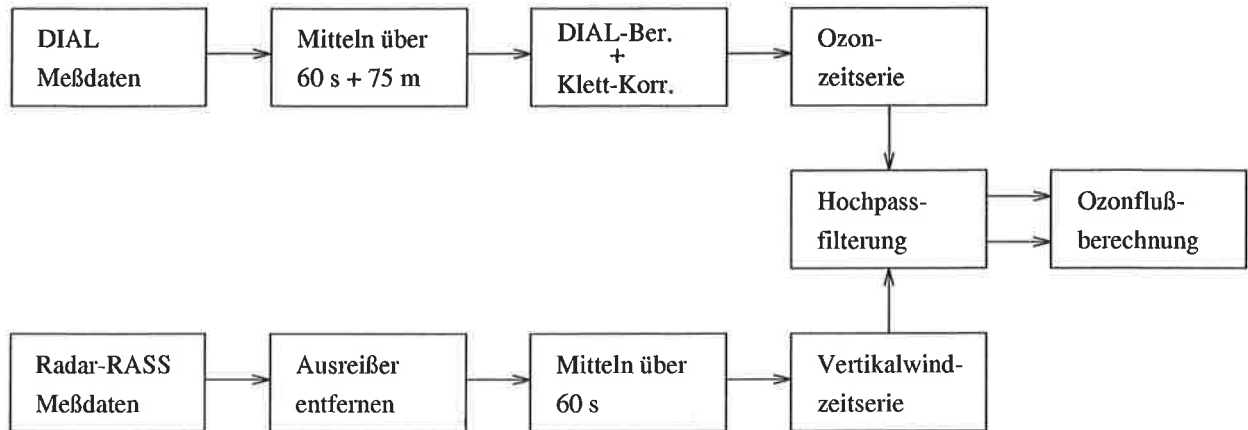 DIAL
Meßdaten
Mitteln über
60 s + 75 m
DIAL-Ber.
+
Klett-Korr.
Ozon-
zeitserie
Hochpass-
filterung
Ozonfluß-
berechnung
Radar-RASS
Meßdaten
Ausreißer
entfernen
Mitteln über
60 s
Vertikalwind-
zeitserie